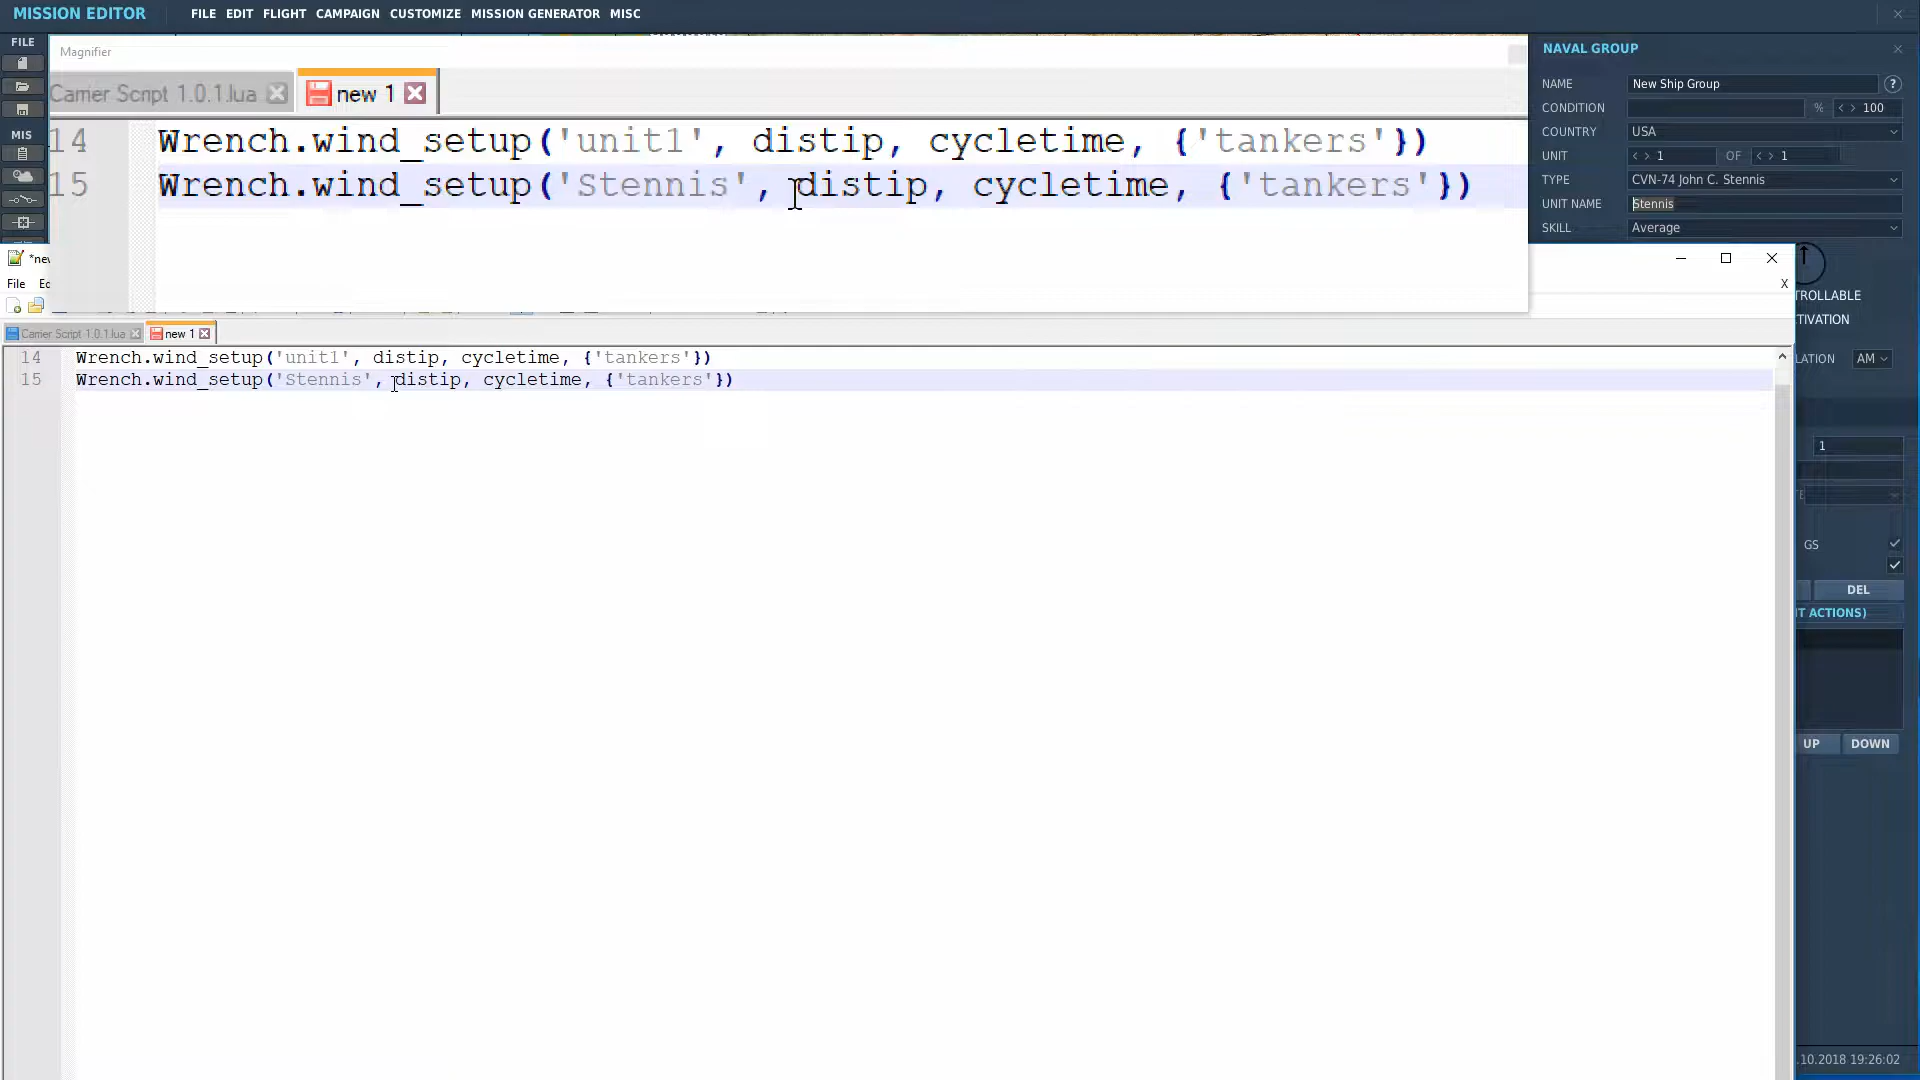 MISSION EDITOR FILE EDIT FLIGHT CAMPAIGN CUSTOMIZE MISSION GENERATOR MISC
FILE
MIS
Magnifier
Carrier Script 1.0.1.lua new 1
14 Wrench.wind_setup('unit1', distip, cycletime, {'tankers'})
15 Wrench.wind_setup('Stennis', distip, cycletime, {'tankers'})
NAVAL GROUP
NAME New Ship Group ?
CONDITION % < > 100
COUNTRY USA
UNIT < > 1 OF < > 1
TYPE CVN-74 John C. Stennis
UNIT NAME Stennis
SKILL Average
*new
File Ed
X
Carrier Script 1.0.1.lua new 1
14 Wrench.wind_setup('unit1', distip, cycletime, {'tankers'})
15 Wrench.wind_setup('Stennis', distip, cycletime, {'tankers'})
TROLLABLE
TIVATION
LATION AM
1
GS
DEL
T ACTIONS)
UP DOWN
.10.2018 19:26:02